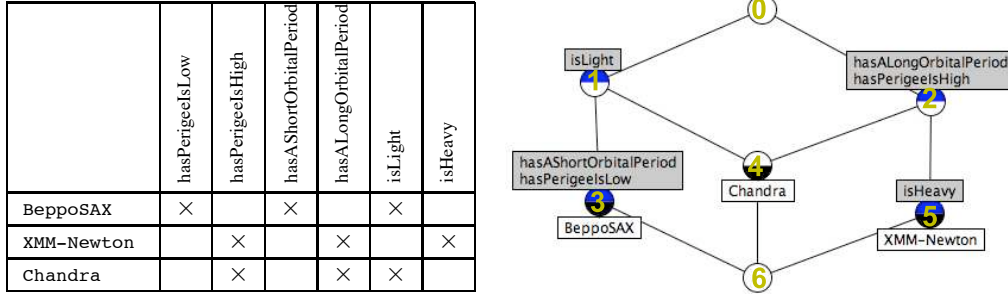 hasPerigeeIsLow
hasPerigeeIsHigh
hasAShortOrbitalPeriod
hasALongOrbitalPeriod
isLight
isHeavy
BeppoSAX × × ×
XMM-Newton × × ×
Chandra × × ×
0
isLight
1
hasALongOrbitalPeriod
hasPerigeeIsHigh
2
hasAShortOrbitalPeriod
hasPerigeeIsLow
3
BeppoSAX
4
Chandra
isHeavy
5
XMM-Newton
6